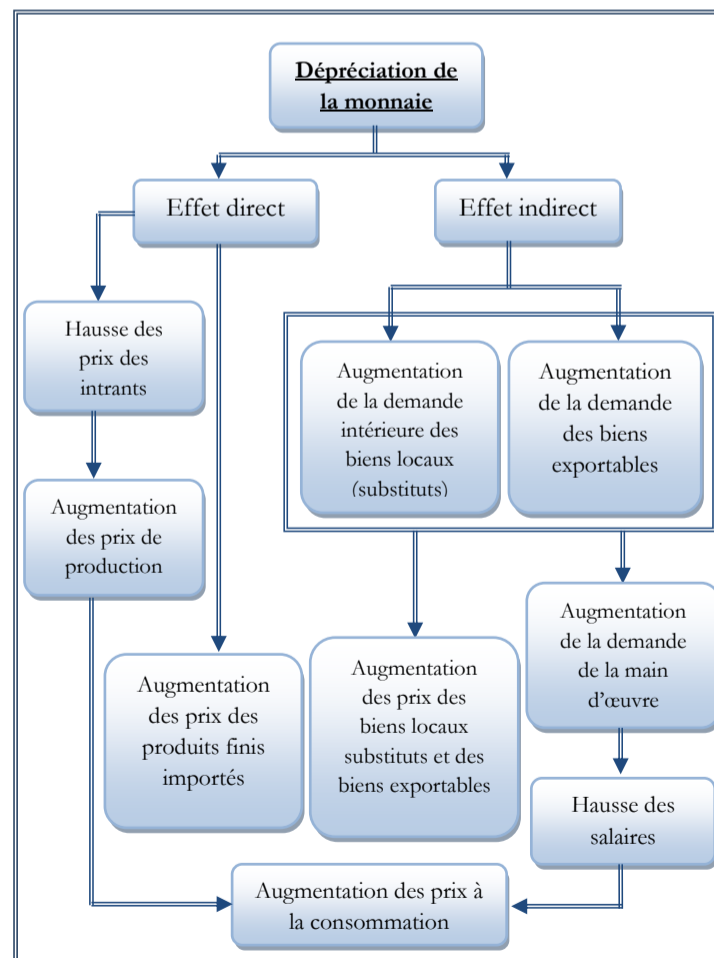 Dépréciation de
la monnaie
Effet direct
Effet indirect
Hausse des
prix des
intrants
Augmentation
de la demande
intérieure des
biens locaux
(substituts)
Augmentation
de la demande
des biens
exportables
Augmentation
des prix de
production
Augmentation
de la demande
de la main
d’œuvre
Augmentation
des prix des
produits finis
importés
Augmentation
des prix des
biens locaux
substituts et des
biens exportables
Hausse des
salaires
Augmentation des prix à
la consommation